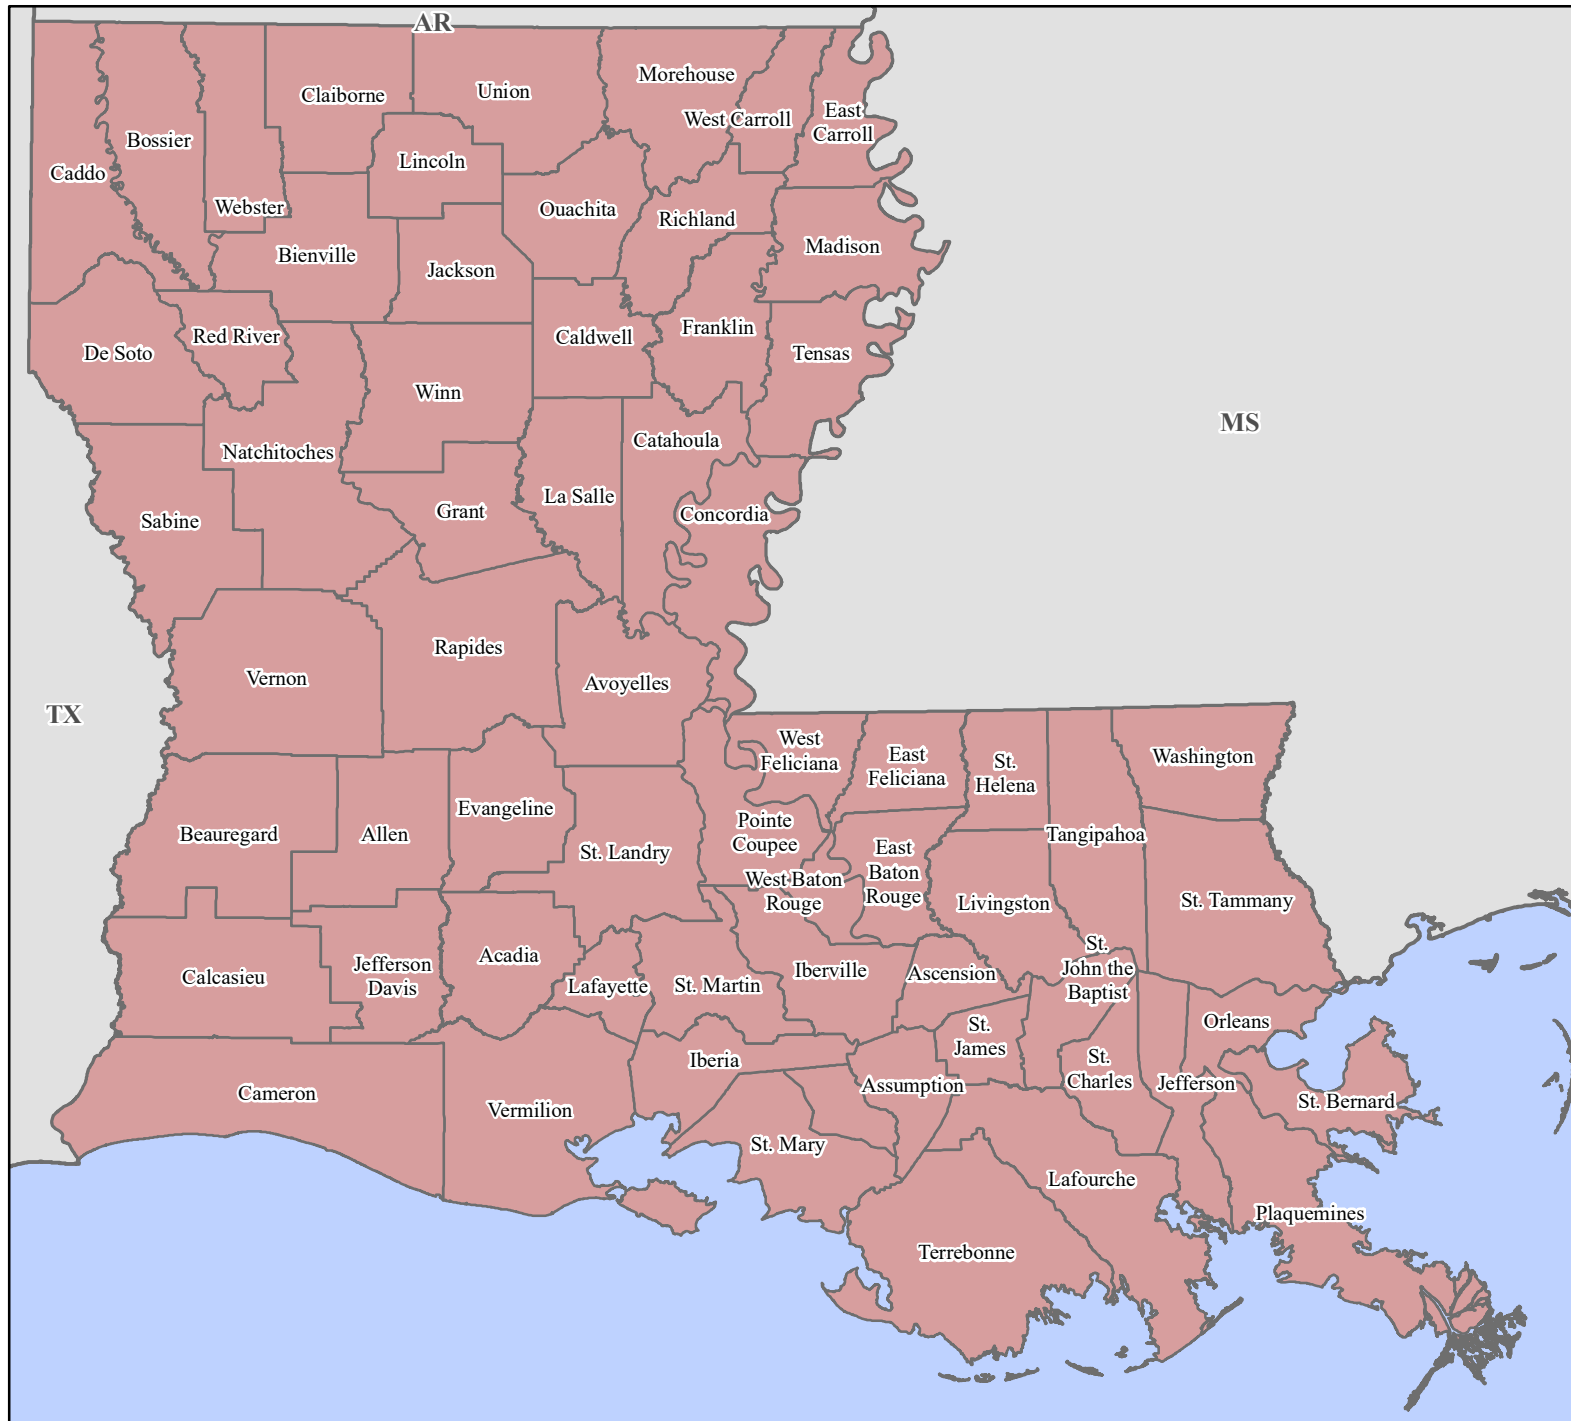 AR
Morehouse
Union
Claiborne
West Carroll
East
Carroll
Bossier
Lincoln
Caddo
Webster
Ouachita
Richland
Madison
Bienville
Jackson
Franklin
Red River
Caldwell
De Soto
Tensas
Winn
MS
Catahoula
Natchitoches
La Salle
Grant
Concordia
Sabine
Rapides
Vernon
Avoyelles
TX
West
Feliciana
East
Feliciana
St.
Helena
Washington
Evangeline
Pointe
Coupee
Beauregard
Allen
Tangipahoa
St. Landry
East
Baton
Rouge
West Baton
Rouge
Livingston
St. Tammany
Acadia
St.
John the
Baptist
Jefferson
Davis
Calcasieu
Lafayette
St. Martin
Iberville
Ascension
Orleans
St.
James
Iberia
St.
Charles
Jefferson
Assumption
Cameron
Vermilion
St. Bernard
St. Mary
Lafourche
Plaquemines
Terrebonne